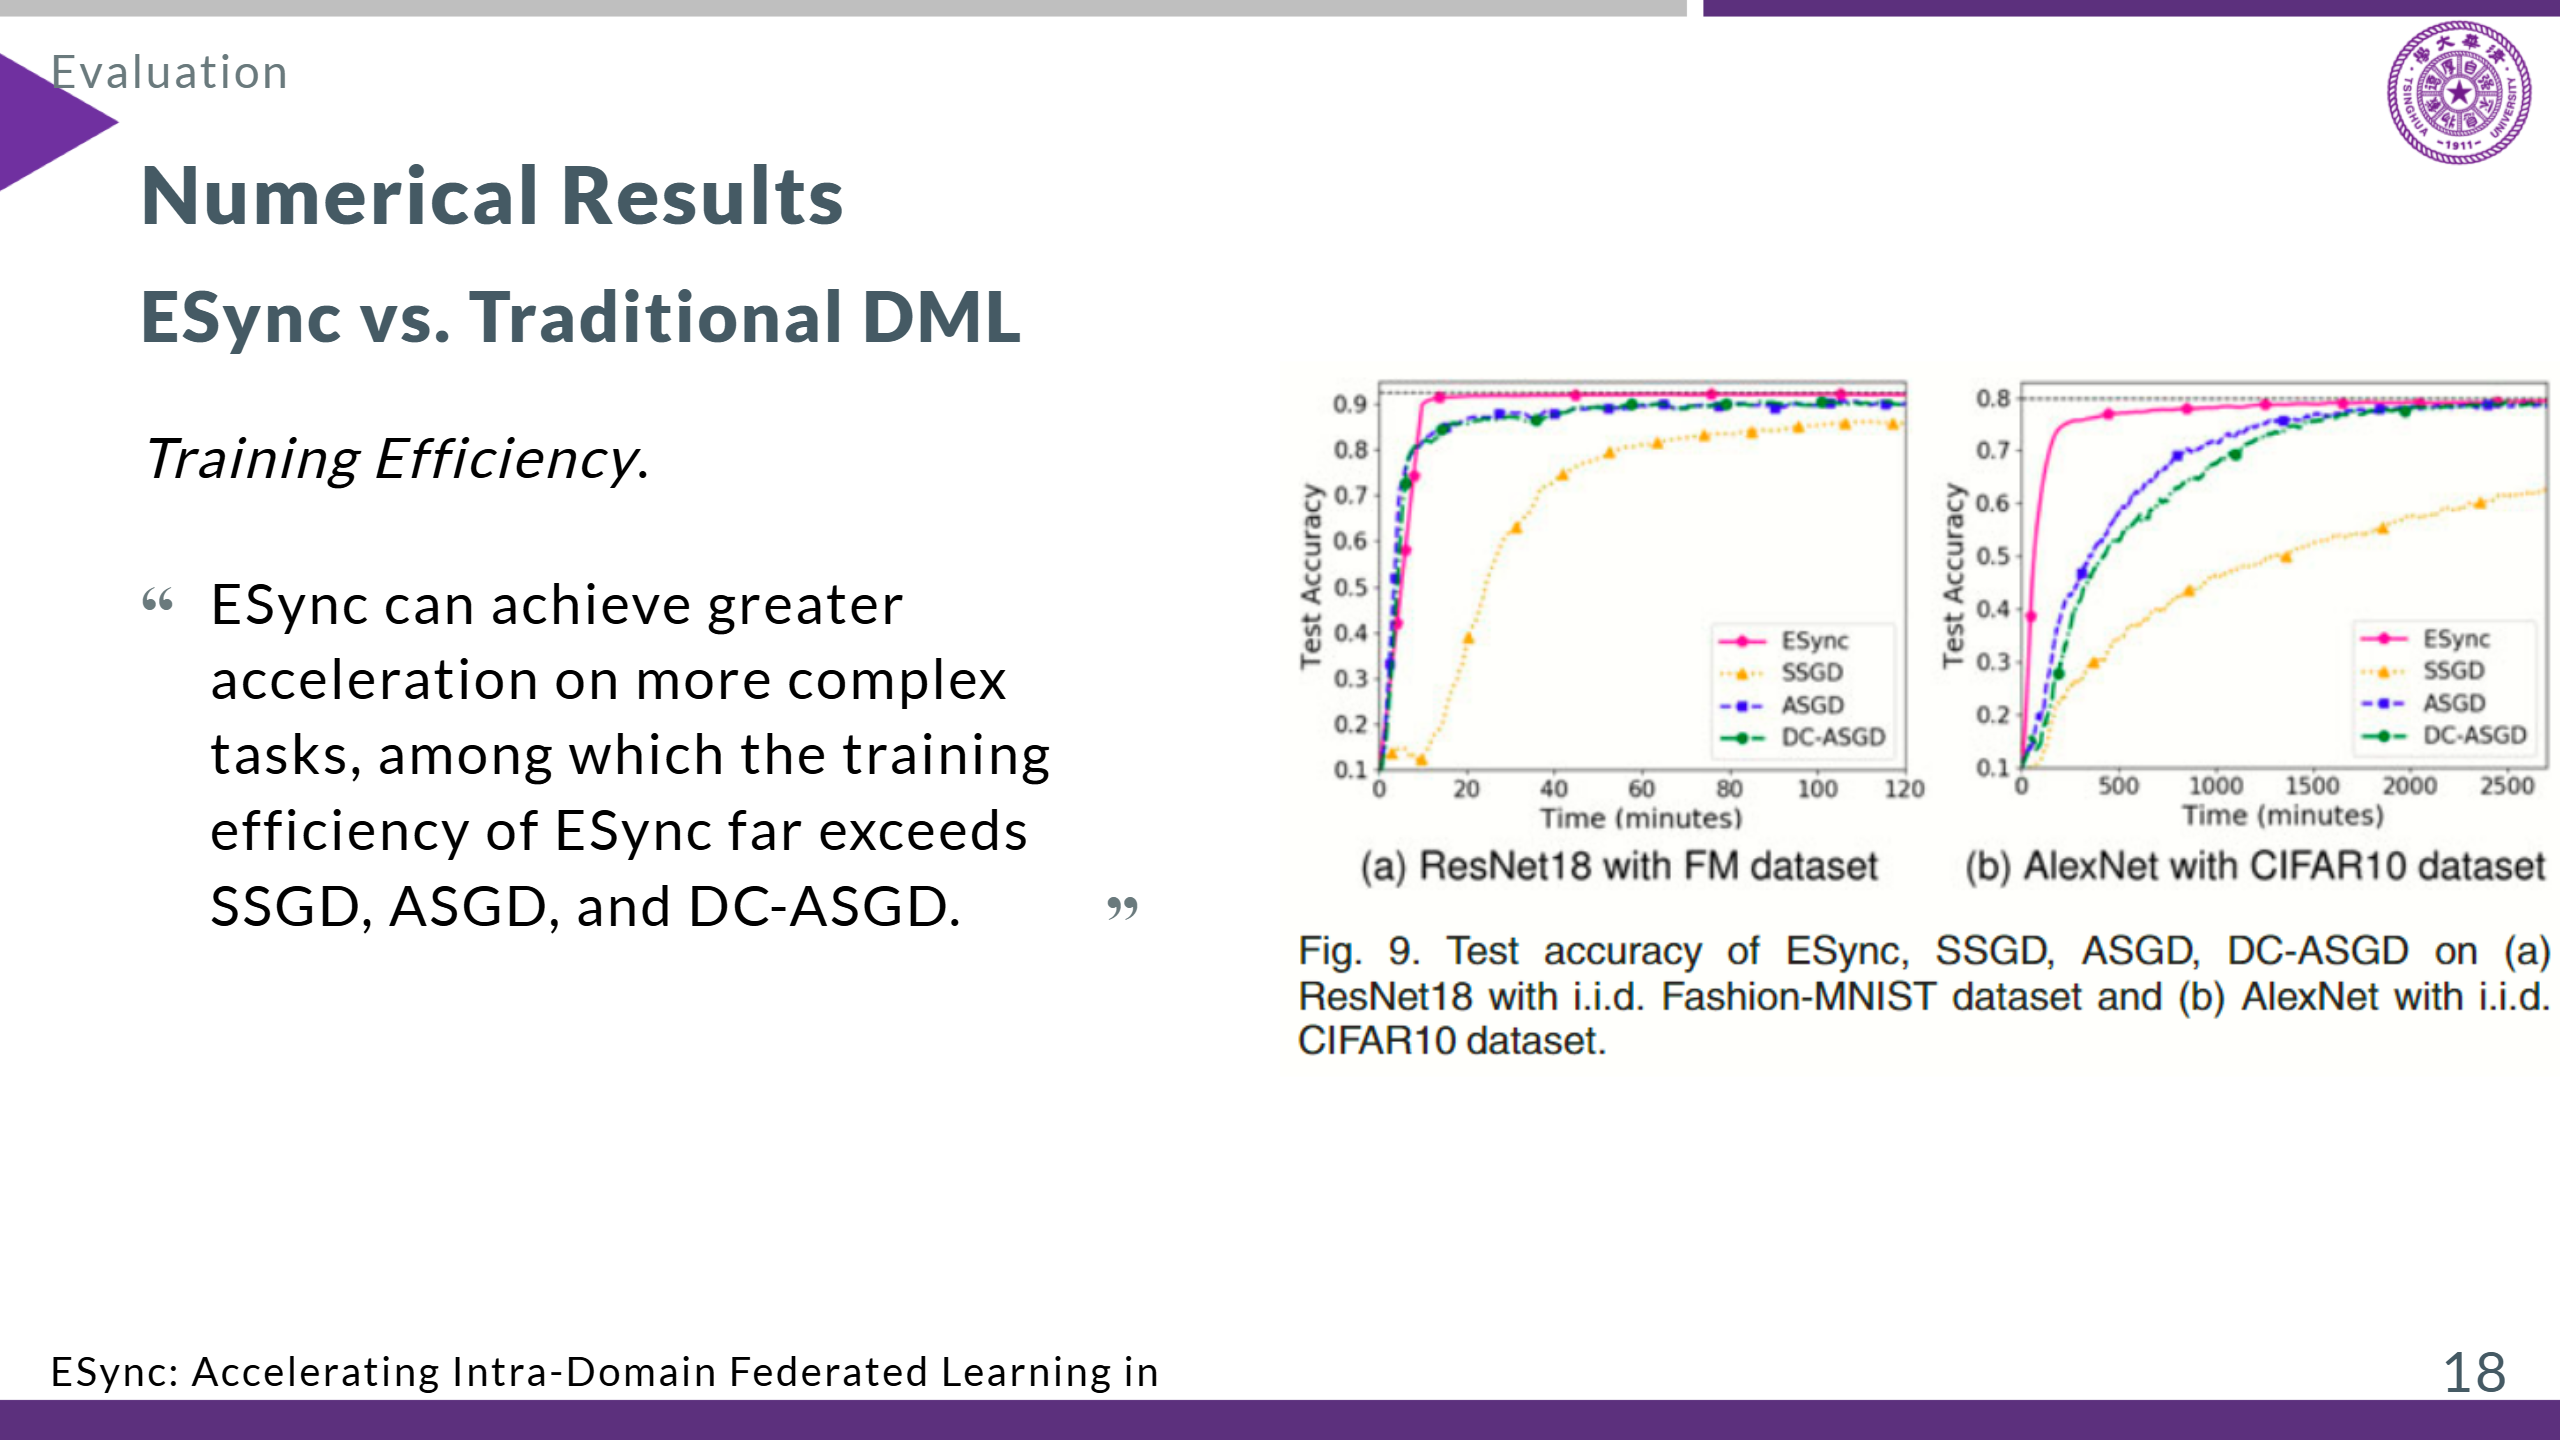 Evaluation
學大華清
TSINGHUA UNIVERSITY
-1911-
Numerical Results
ESync vs. Traditional DML
Training Efficiency.
“ ESync can achieve greater
acceleration on more complex
tasks, among which the training
efficiency of ESync far exceeds
SSGD, ASGD, and DC-ASGD. ”
Test Accuracy
0.9
0.8
0.7
0.6
0.5
0.4
0.3
0.2
0.1
ESync
SSGD
ASGD
DC-ASGD
0 20 40 60 80 100 120
Time (minutes)
(a) ResNet18 with FM dataset
Test Accuracy
0.8
0.7
0.6
0.5
0.4
0.3
0.2
0.1
ESync
SSGD
ASGD
DC-ASGD
0 500 1000 1500 2000 2500
Time (minutes)
(b) AlexNet with CIFAR10 dataset
Fig. 9. Test accuracy of ESync, SSGD, ASGD, DC-ASGD on (a)
ResNet18 with i.i.d. Fashion-MNIST dataset and (b) AlexNet with i.i.d.
CIFAR10 dataset.
ESync: Accelerating Intra-Domain Federated Learning in
18